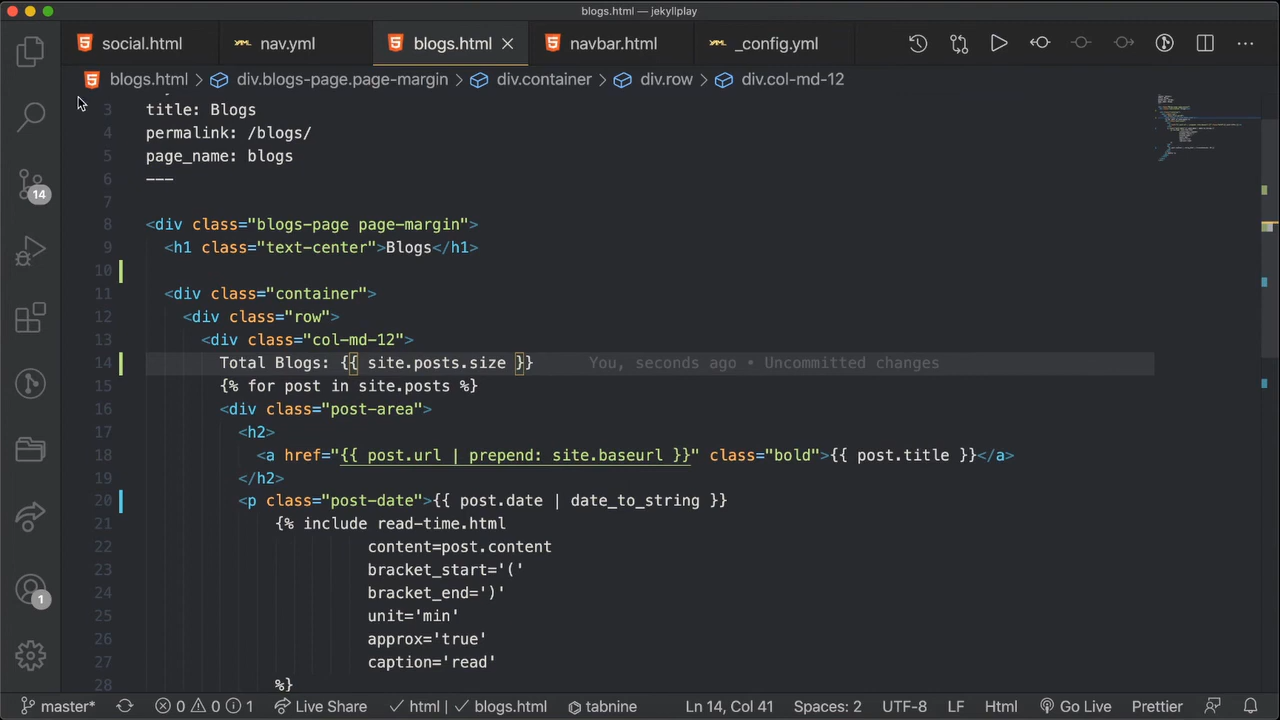 blogs.html — jekyllplay
social.html nav.yml blogs.html navbar.html _config.yml
blogs.html > div.blogs-page.page-margin > div.container > div.row > div.col-md-12
3 title: Blogs
4 permalink: /blogs/
5 page_name: blogs
6 ---
7
8 <div class="blogs-page page-margin">
9 <h1 class="text-center">Blogs</h1>
10
11 <div class="container">
12 <div class="row">
13 <div class="col-md-12">
14 Total Blogs: {{ site.posts.size }} You, seconds ago • Uncommitted changes
15 {% for post in site.posts %}
16 <div class="post-area">
17 <h2>
18 <a href="{{ post.url | prepend: site.baseurl }}" class="bold">{{ post.title }}</a>
19 </h2>
20 <p class="post-date">{{ post.date | date_to_string }}
21 {% include read-time.html
22 content=post.content
23 bracket_start='('
24 bracket_end=')'
25 unit='min'
26 approx='true'
27 caption='read'
28 %}
14
1
master* 0 0 1 Live Share html blogs.html tabnine Ln 14, Col 41 Spaces: 2 UTF-8 LF Html Go Live Prettier